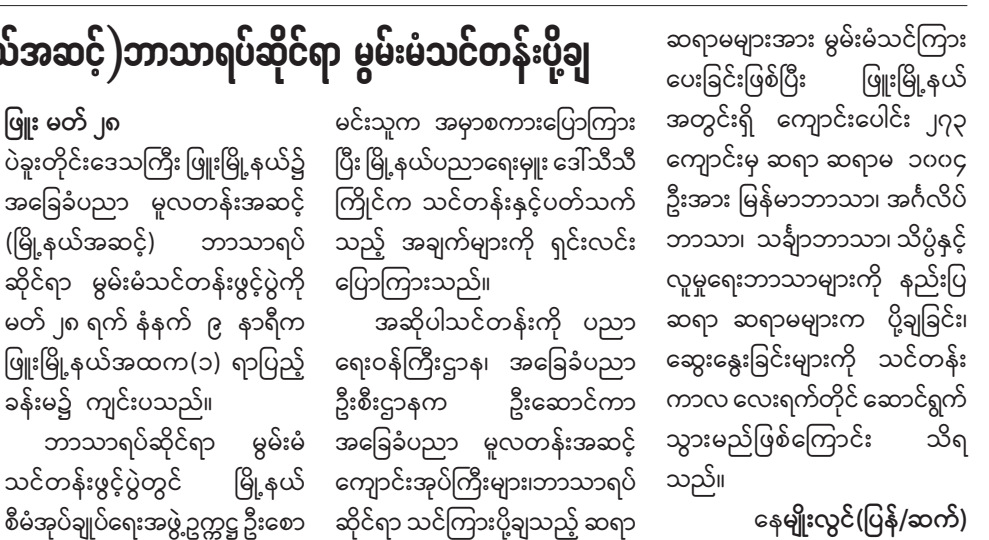 ယ်အဆင့်)ဘာသာရပ်ဆိုင်ရာ မွမ်းမံသင်တန်းပို့ချ
ဖြူး မတ် ၂၈
ပဲခူးတိုင်းဒေသကြီး ဖြူးမြို့နယ်၌
အခြေခံပညာ မူလတန်းအဆင့်
(မြို့နယ်အဆင့်) ဘာသာရပ်
ဆိုင်ရာ မွမ်းမံသင်တန်းဖွင့်ပွဲကို
မတ် ၂၈ ရက် နံနက် ၉ နာရီက
ဖြူးမြို့နယ်အထက(၁) ရာပြည့်
ခန်းမ၌ ကျင်းပသည်။
ဘာသာရပ်ဆိုင်ရာ မွမ်းမံ
သင်တန်းဖွင့်ပွဲတွင် မြို့နယ်
စီမံအုပ်ချုပ်ရေးအဖွဲ့ဥက္ကဋ္ဌ ဦးစော
မင်းသူက အမှာစကားပြောကြား
ပြီး မြို့နယ်ပညာရေးမှူး ဒေါ်သီသီ
ကြိုင်က သင်တန်းနှင့်ပတ်သက်
သည့် အချက်များကို ရှင်းလင်း
ပြောကြားသည်။
အဆိုပါသင်တန်းကို ပညာ
ရေးဝန်ကြီးဌာန၊ အခြေခံပညာ
ဦးစီးဌာနက ဦးဆောင်ကာ
အခြေခံပညာ မူလတန်းအဆင့်
ကျောင်းအုပ်ကြီးများ၊ဘာသာရပ်
ဆိုင်ရာ သင်ကြားပို့ချသည့် ဆရာ
ဆရာမများအား မွမ်းမံသင်ကြား
ပေးခြင်းဖြစ်ပြီး ဖြူးမြို့နယ်
အတွင်းရှိ ကျောင်းပေါင်း ၂၇၃
ကျောင်းမှ ဆရာ ဆရာမ ၁၀၀၄
ဦးအား မြန်မာဘာသာ၊ အင်္ဂလိပ်
ဘာသာ၊ သင်္ချာဘာသာ၊ သိပ္ပံနှင့်
လူမှုရေးဘာသာများကို နည်းပြ
ဆရာ ဆရာမများက ပို့ချခြင်း၊
ဆွေးနွေးခြင်းများကို သင်တန်း
ကာလ လေးရက်တိုင် ဆောင်ရွက်
သွားမည်ဖြစ်ကြောင်း သိရ
သည်။
နေမျိုးလွင်(ပြန်/ဆက်)